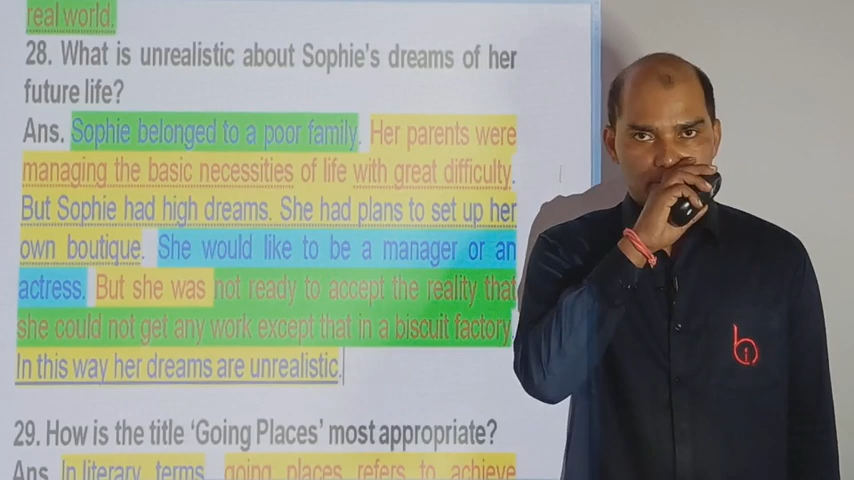 real world.
28. What is unrealistic about Sophie's dreams of her
future life?
Ans. Sophie belonged to a poor family. Her parents were
managing the basic necessities of life with great difficulty.
But Sophie had high dreams. She had plans to set up her
own boutique. She would like to be a manager or an
actress. But she was not ready to accept the reality that
she could not get any work except that in a biscuit factory.
In this way her dreams are unrealistic.
29. How is the title 'Going Places' most appropriate?
Ans. In literary terms, going places refers to achieve